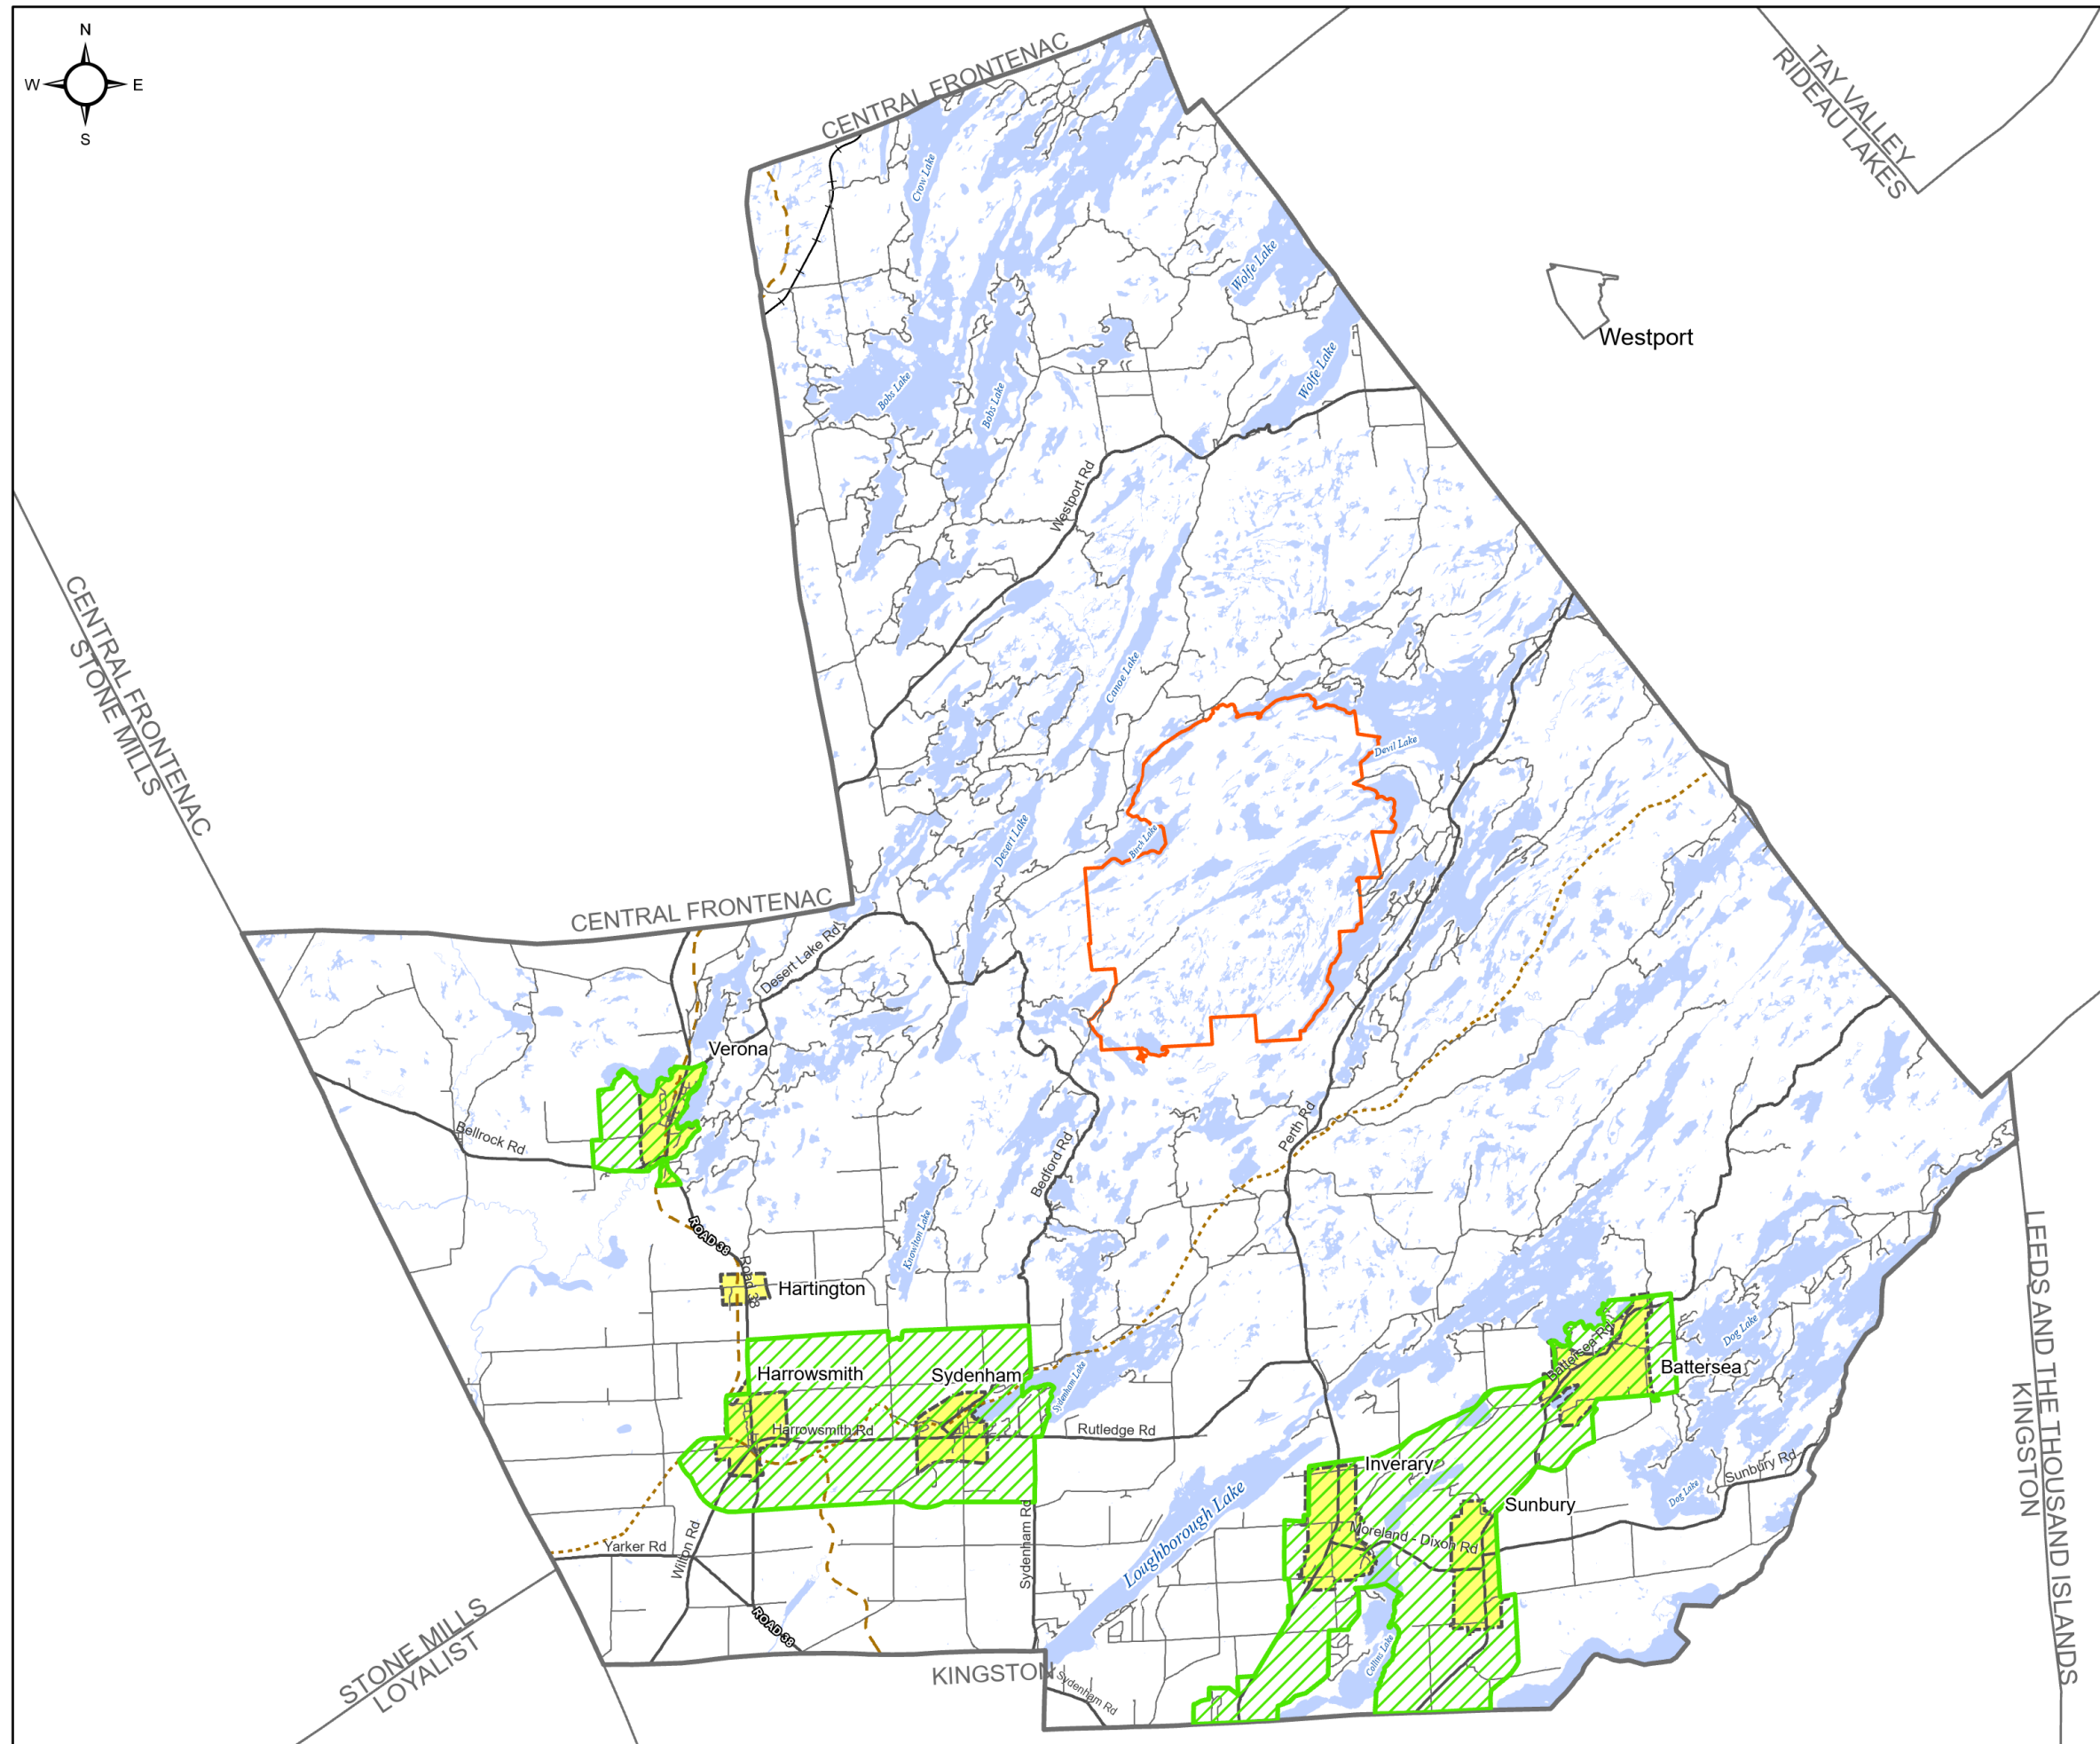 N
W E
S
CENTRAL FRONTENAC
TAY VALLEY
RIDEAU LAKES
Crow Lake
Wolfe Lake
Westport
Wolfe Lake
Bobs Lake
Bobs Lake
Westport Rd
CENTRAL FRONTENAC
STONE MILLS
Canoe Lake
Devil Lake
Desert Lake
Birch Lake
CENTRAL FRONTENAC
Desert Lake Rd
Verona
Bellrock Rd
Perth Rd
Bedford Rd
Knowlton Lake
ROAD 38
Road 38
Hartington
LEEDS AND THE THOUSAND ISLANDS
KINGSTON
Dog Lake
Battersea Rd
Battersea
Harrowsmith
Sydenham
Sydenham Lake
Harrowsmith Rd
Rutledge Rd
Inverary
Sunbury Rd
Dog Lake
Sunbury
Loughborough Lake
Moreland - Dixon Rd
Yarker Rd
Wilton Rd
Sydenham Rd
ROAD 38
STONE MILLS
LOYALIST
KINGSTON
Collins Lake
Sydenham Rd